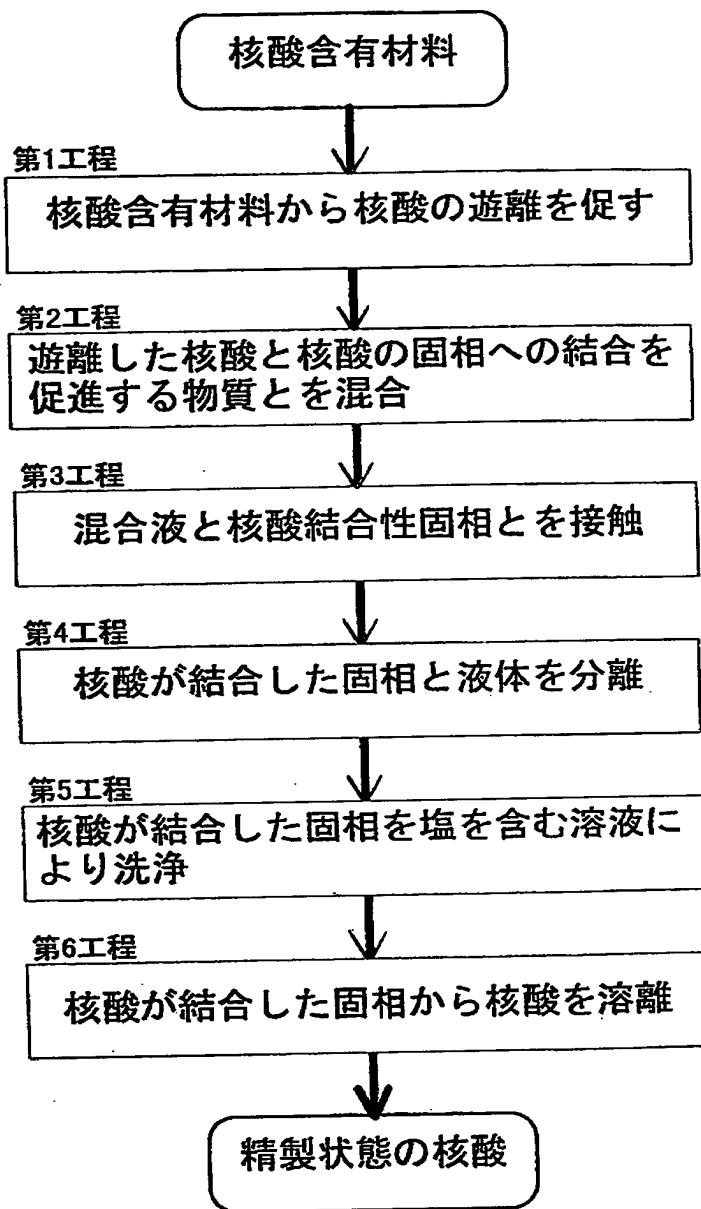 核酸含有材料
第1工程
核酸含有材料から核酸の遊離を促す
第2工程
遊離した核酸と核酸の固相への結合を
促進する物質とを混合
第3工程
混合液と核酸結合性固相とを接触
第4工程
核酸が結合した固相と液体を分離
第5工程
核酸が結合した固相を塩を含む溶液に
より洗浄
第6工程
核酸が結合した固相から核酸を溶離
精製状態の核酸